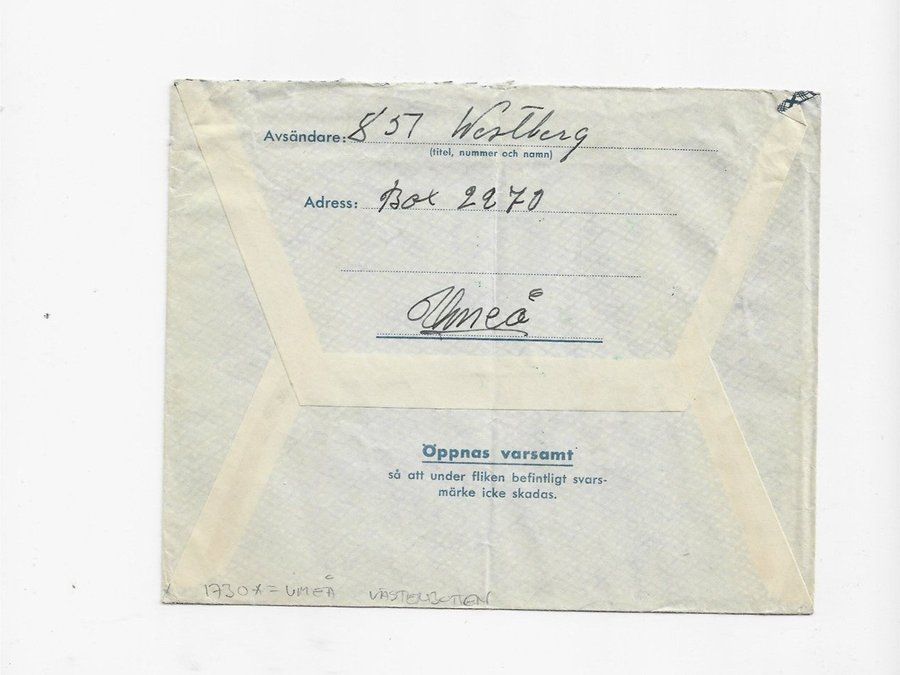 Avsändare: 851 Westberg
(titel, nummer och namn)
Adress: Box 2270
Umeå
Öppnas varsamt
så att under fliken befintligt svars-
märke icke skadas.
1730X = UMEÅ VÄSTERBOTTEN